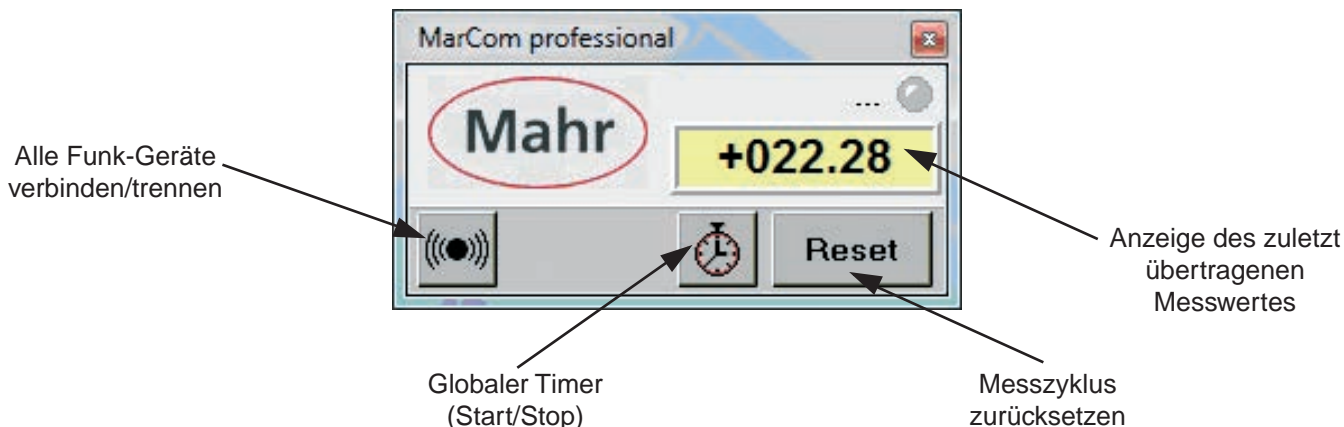 MarCom professional
Mahr
...
+022.28
Reset
Alle Funk-Geräte
verbinden/trennen
Anzeige des zuletzt
übertragenen
Messwertes
Globaler Timer
(Start/Stop)
Messzyklus
zurücksetzen